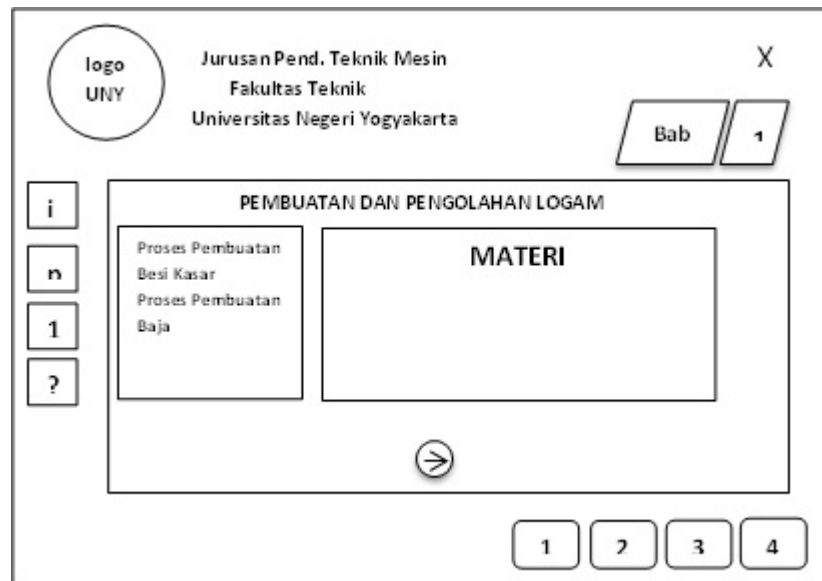 logo
UNY
Jurusan Pend. Teknik Mesin
Fakultas Teknik
Universitas Negeri Yogyakarta
X
Bab
1
i
n
1
?
PEMBUATAN DAN PENGOLAHAN LOGAM
Proses Pembuatan
Besi Kasar
Proses Pembuatan
Baja
MATERI
1
2
3
4